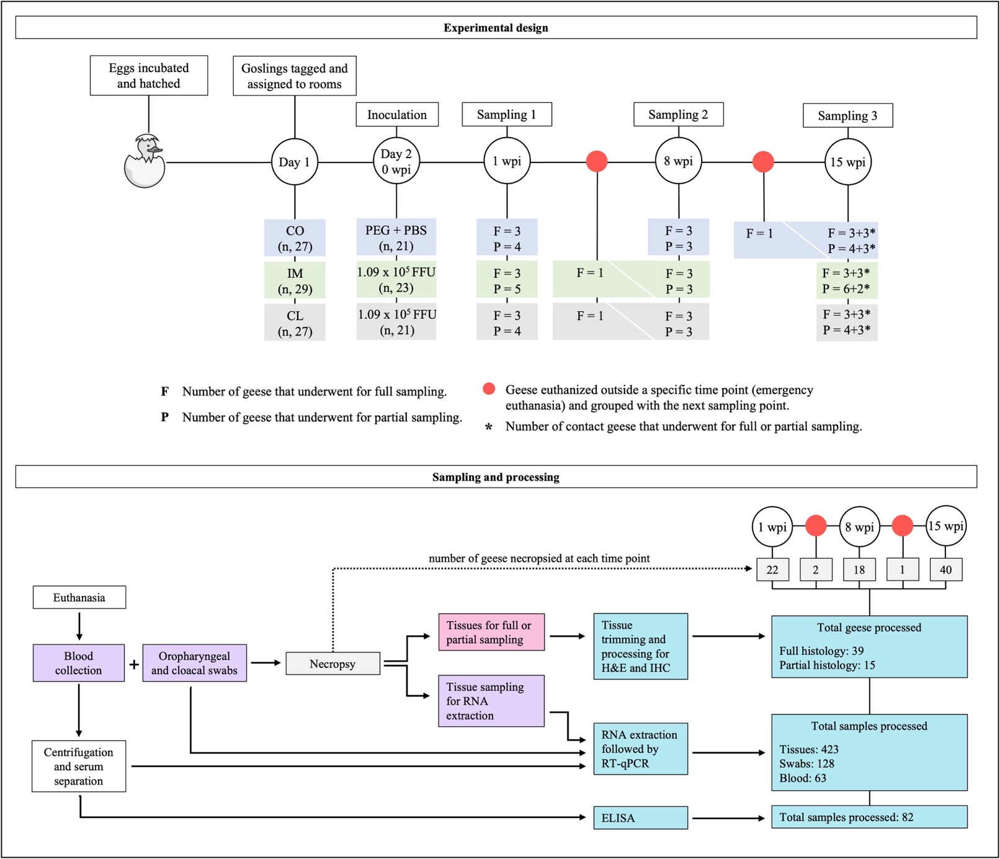 Experimental design
Eggs incubated
and hatched
Goslings tagged and
assigned to rooms
Inoculation
Sampling 1
Sampling 2
Sampling 3
Day 1
Day 2
0 wpi
1 wpi
8 wpi
15 wpi
CO
(n, 27)
PEG + PBS
(n, 21)
F = 3
P = 4
F = 3
P = 3
F = 1
F = 3+3*
P = 4+3*
IM
(n, 29)
1.09 x 10⁵ FFU
(n, 23)
F = 3
P = 5
F = 1
F = 3
P = 3
F = 3+3*
P = 6+2*
CL
(n, 27)
1.09 x 10⁵ FFU
(n, 21)
F = 3
P = 4
F = 1
F = 3
P = 3
F = 3+3*
P = 4+3*
F Number of geese that underwent for full sampling.
P Number of geese that underwent for partial sampling.
Geese euthanized outside a specific time point (emergency
euthanasia) and grouped with the next sampling point.
* Number of contact geese that underwent for full or partial sampling.
Sampling and processing
1 wpi
8 wpi
15 wpi
number of geese necropsied at each time point
22
2
18
1
40
Euthanasia
Blood
collection
+
Oropharyngeal
and cloacal swabs
Necropsy
Tissues for full or
partial sampling
Tissue
trimming and
processing for
H&E and IHC
Total geese processed
Full histology: 39
Partial histology: 15
Tissue sampling
for RNA
extraction
Centrifugation
and serum
separation
RNA extraction
followed by
RT-qPCR
Total samples processed
Tissues: 423
Swabs: 128
Blood: 63
ELISA
Total samples processed: 82